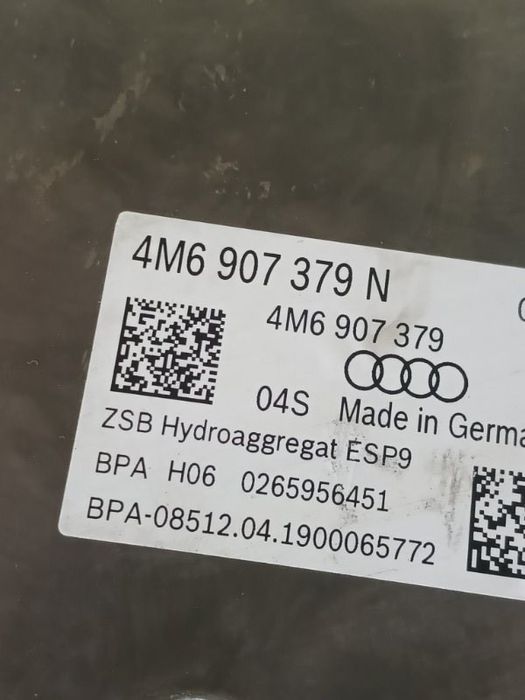 4M6 907 379 N
4M6 907 379
04S Made in Germa
ZSB Hydroaggregat ESP9
BPA H06 0265956451
BPA-08512.04.1900065772